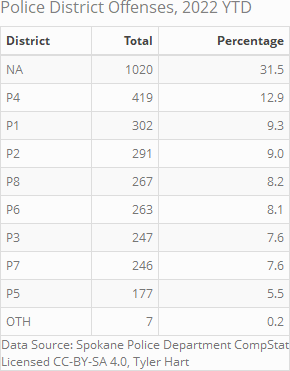 Police District Offenses, 2022 YTD
District Total Percentage
NA 1020 31.5
P4 419 12.9
P1 302 9.3
P2 291 9.0
P8 267 8.2
P6 263 8.1
P3 247 7.6
P7 246 7.6
P5 177 5.5
OTH 7 0.2
Data Source: Spokane Police Department CompStat
Licensed CC-BY-SA 4.0, Tyler Hart